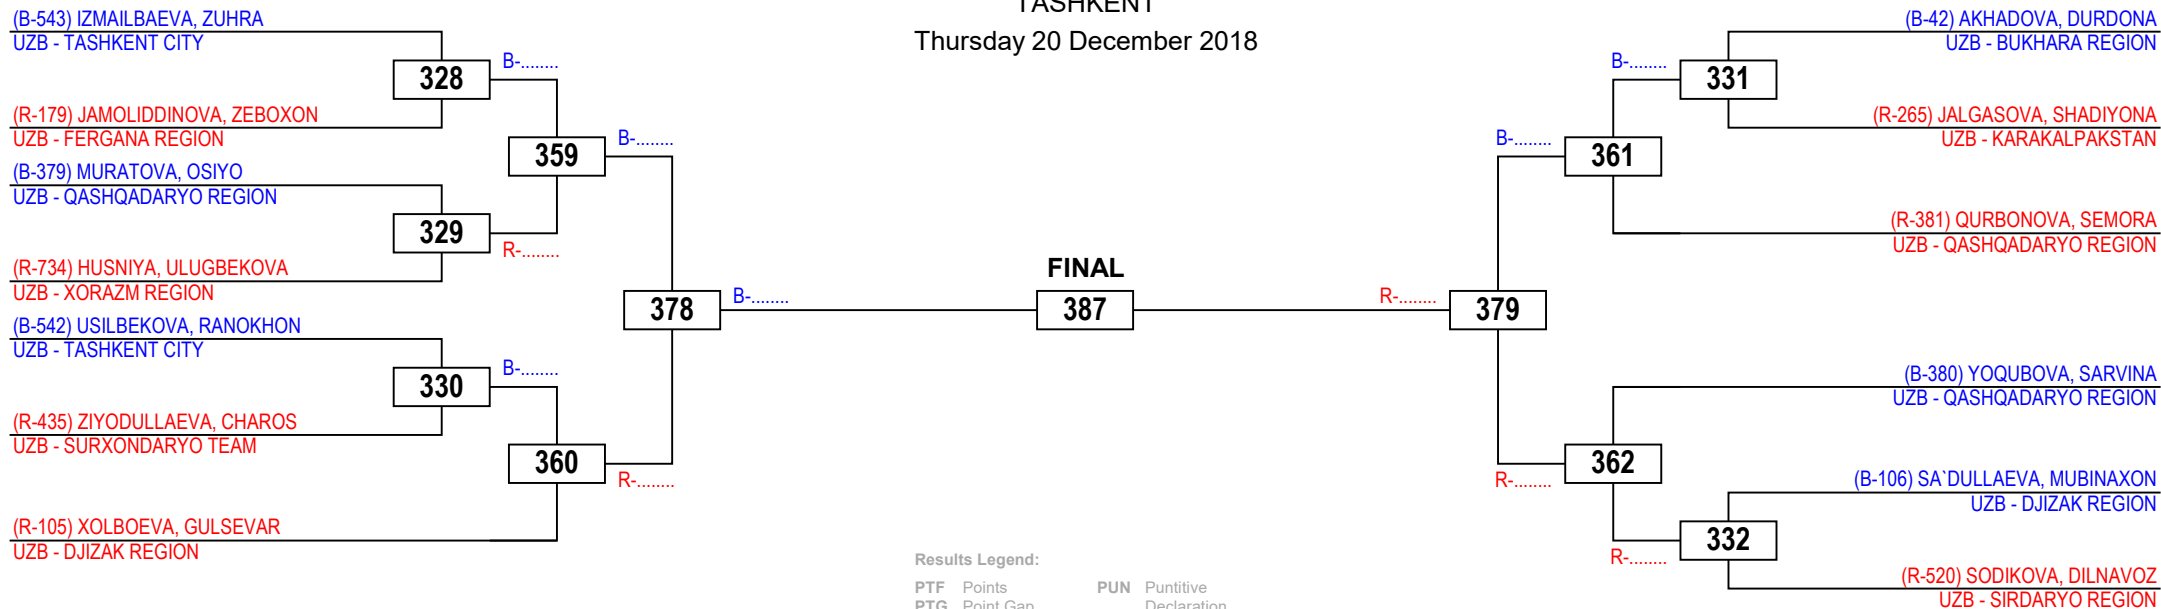 TASHKENT
Thursday 20 December 2018
(B-543) IZMAILBAEVA, ZUHRA
UZB - TASHKENT CITY
328
B-........
(R-179) JAMOLIDDINOVA, ZEBOXON
UZB - FERGANA REGION
359
B-........
(B-379) MURATOVA, OSIYO
UZB - QASHQADARYO REGION
329
R-........
(R-734) HUSNIYA, ULUGBEKOVA
UZB - XORAZM REGION
378
B-........
(B-542) USILBEKOVA, RANOKHON
UZB - TASHKENT CITY
330
B-........
(R-435) ZIYODULLAEVA, CHAROS
UZB - SURXONDARYO TEAM
360
R-........
(R-105) XOLBOEVA, GULSEVAR
UZB - DJIZAK REGION
FINAL
387
(B-42) AKHADOVA, DURDONA
UZB - BUKHARA REGION
B-........
331
(R-265) JALGASOVA, SHADIYONA
UZB - KARAKALPAKSTAN
B-........
361
(R-381) QURBONOVA, SEMORA
UZB - QASHQADARYO REGION
R-........
379
(B-380) YOQUBOVA, SARVINA
UZB - QASHQADARYO REGION
362
R-........
(B-106) SA`DULLAEVA, MUBINAXON
UZB - DJIZAK REGION
332
R-........
(R-520) SODIKOVA, DILNAVOZ
UZB - SIRDARYO REGION
Results Legend:
PTF Points PUN Puntitive
PTG Point Gap Declaration